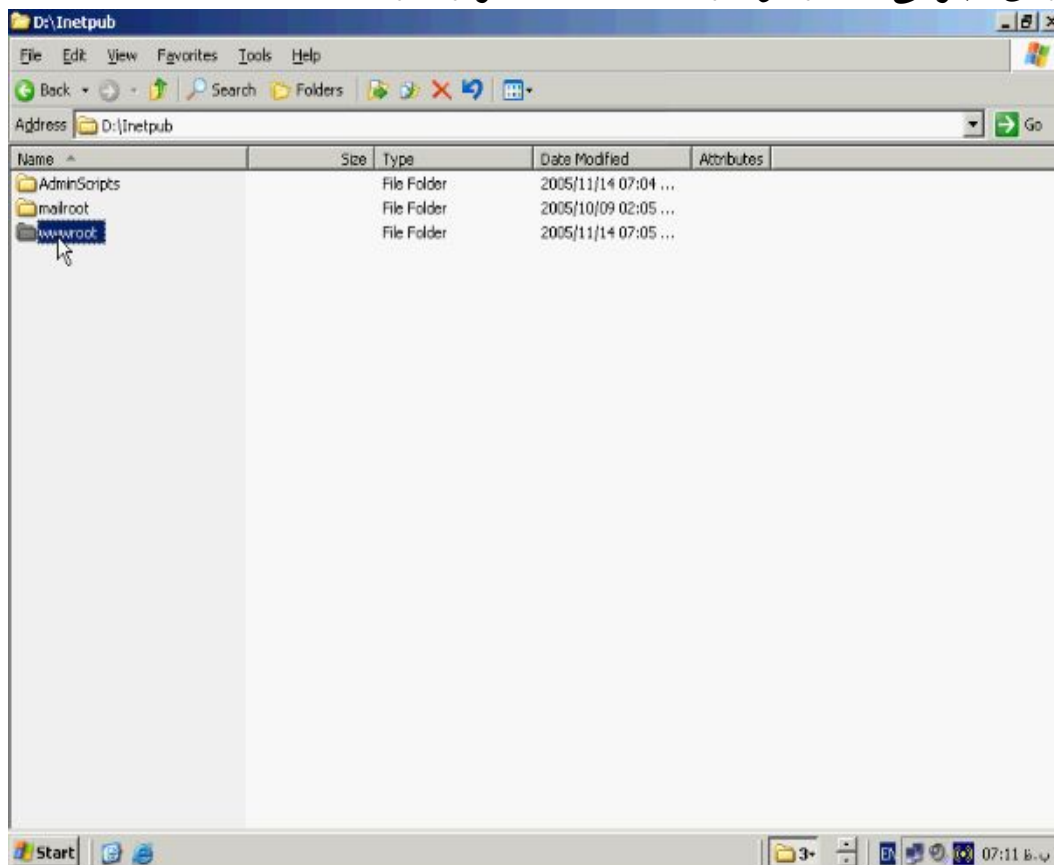 D:\Inetpub
File Edit View Favorites Tools Help
Back Search Folders
Address D:\Inetpub Go
Name Size Type Date Modified Attributes
AdminScripts File Folder 2005/11/14 07:04 ...
mailroot File Folder 2005/10/09 02:05 ...
wwwroot File Folder 2005/11/14 07:05 ...
Start 3 EN 07:11 ب.ظ